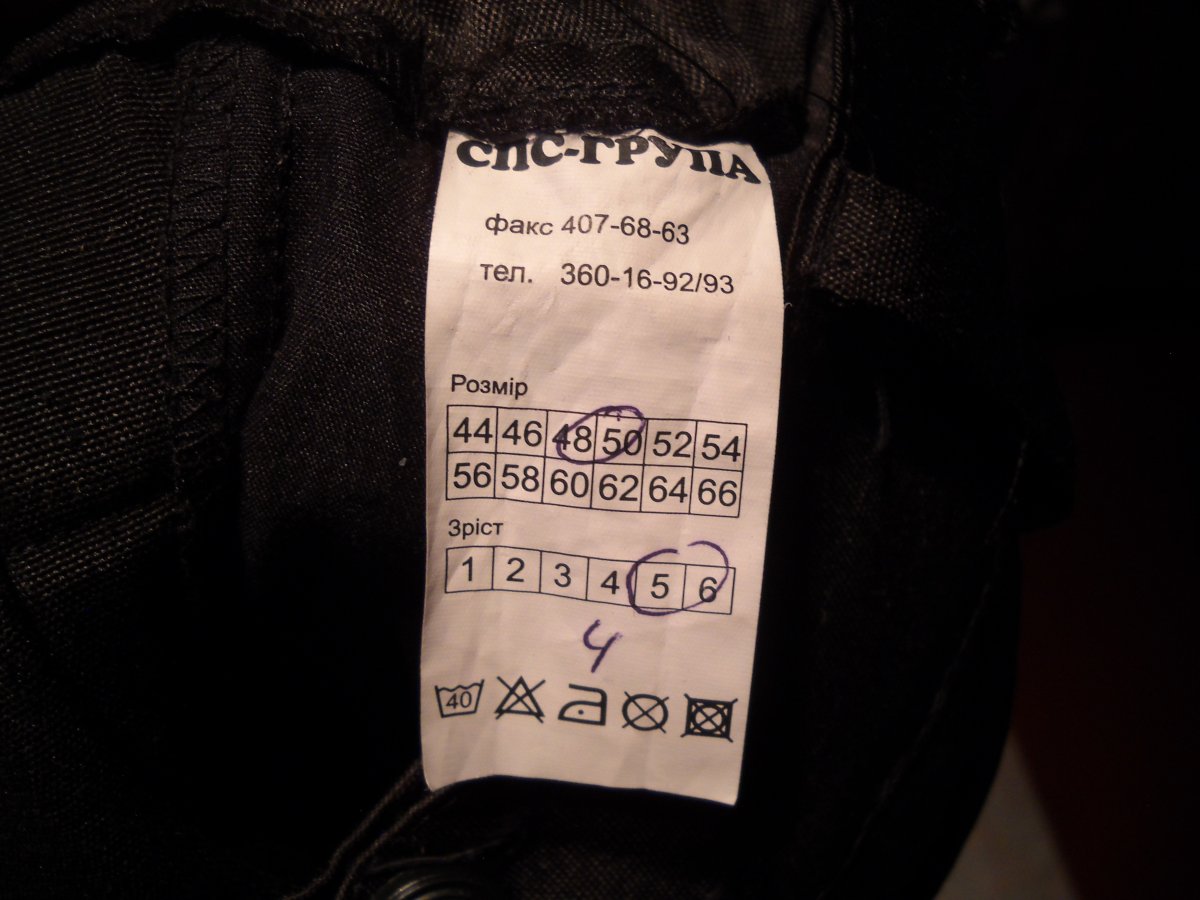 СПС-ГРУПА
факс 407-68-63
тел. 360-16-92/93
Розмір
44 46 48 50 52 54
56 58 60 62 64 66
Зріст
1 2 3 4 5 6
4
40